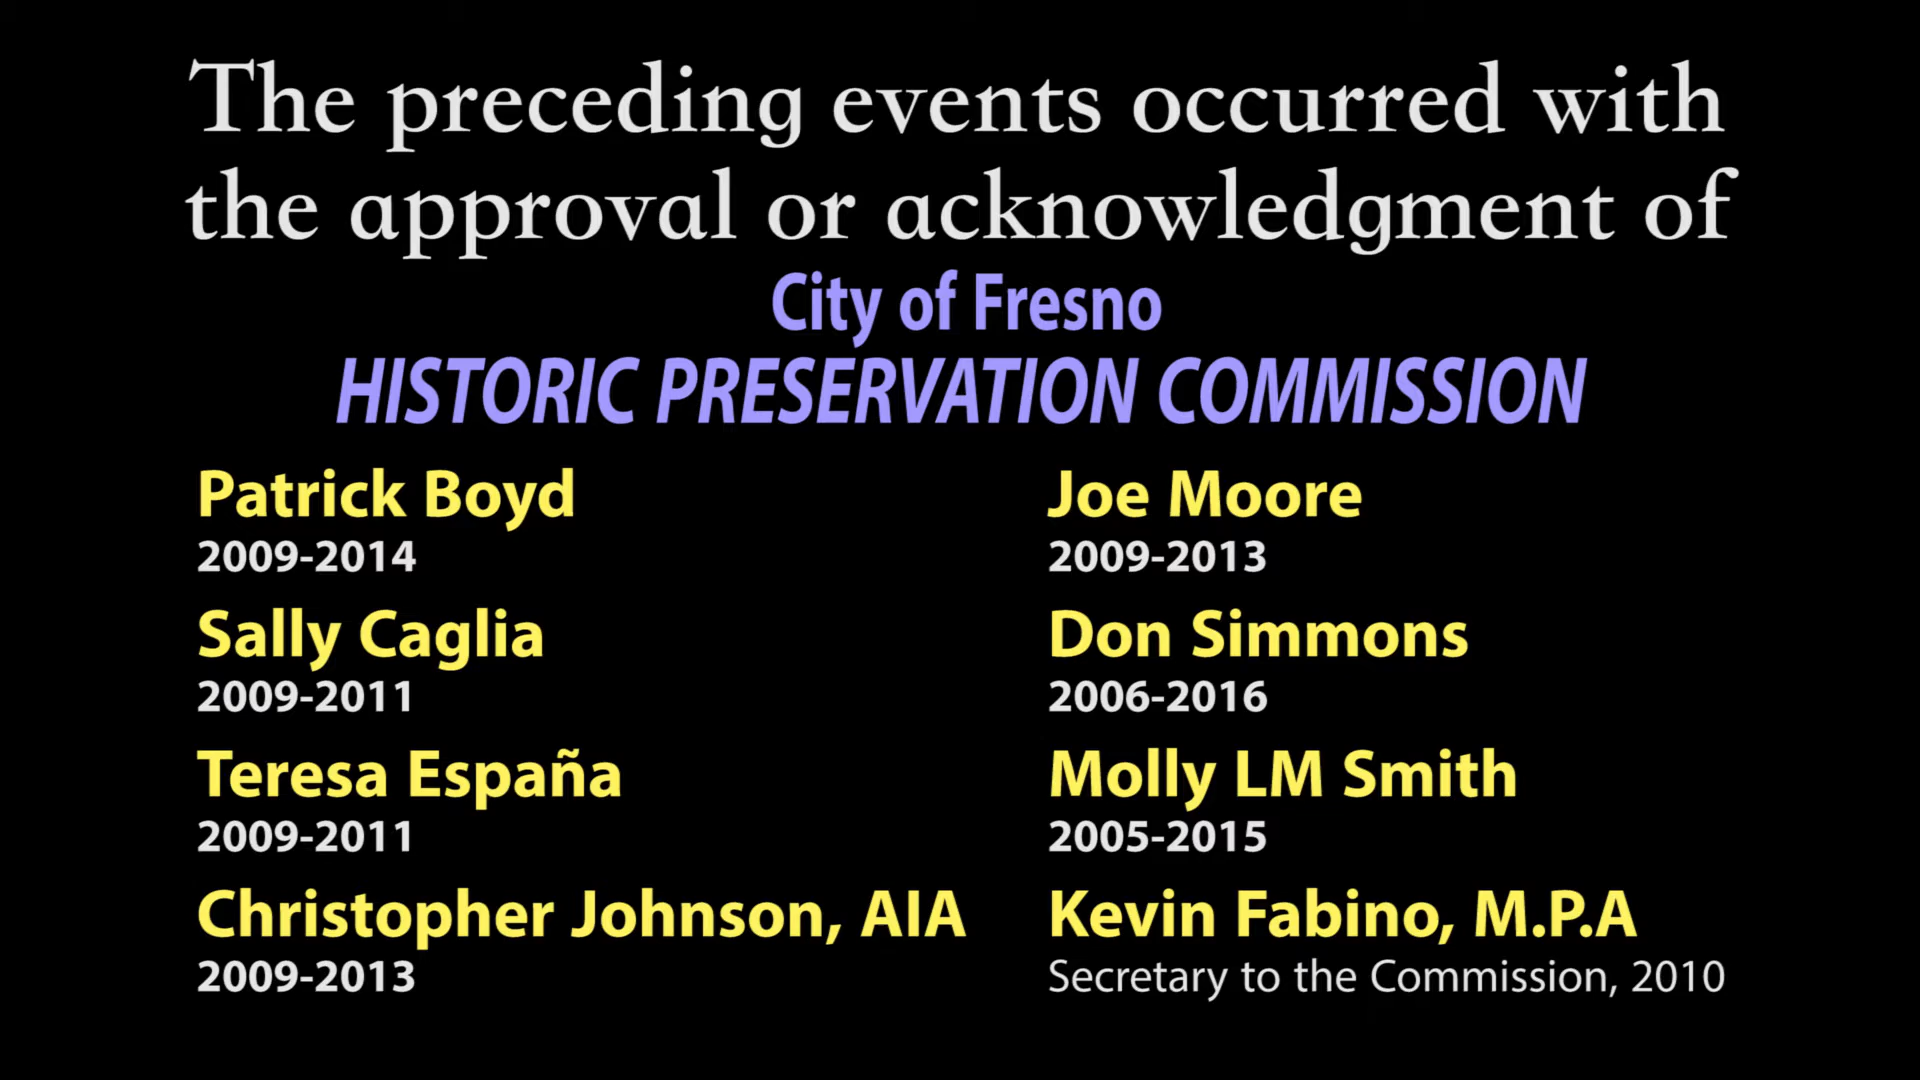 The preceding events occurred with
the approval or acknowledgment of
City of Fresno
HISTORIC PRESERVATION COMMISSION
Patrick Boyd
2009-2014
Sally Caglia
2009-2011
Teresa España
2009-2011
Christopher Johnson, AIA
2009-2013
Joe Moore
2009-2013
Don Simmons
2006-2016
Molly LM Smith
2005-2015
Kevin Fabino, M.P.A
Secretary to the Commission, 2010